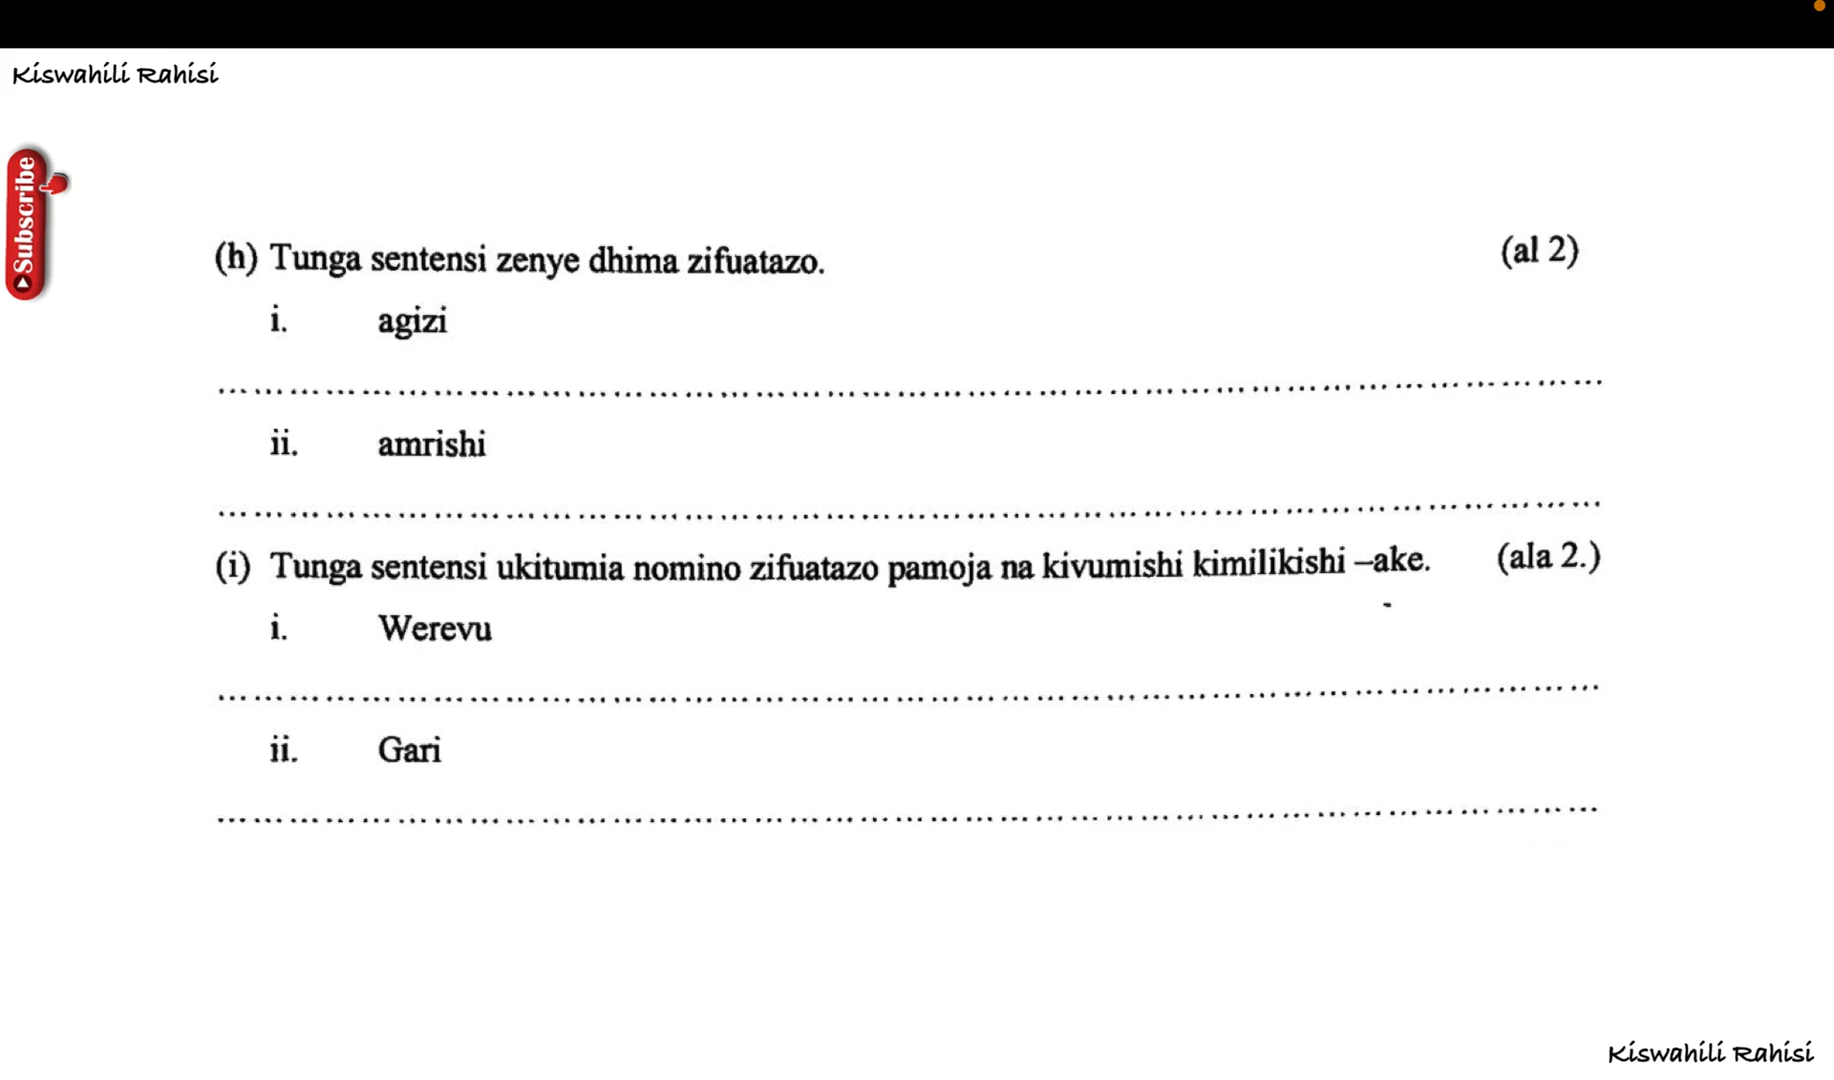 Kiswahili Rahisi
Subscribe
(h) Tunga sentensi zenye dhima zifuatazo. (al 2)
i. agizi
ii. amrishi
(i) Tunga sentensi ukitumia nomino zifuatazo pamoja na kivumishi kimilikishi –ake. (ala 2.)
i. Werevu
ii. Gari
Kiswahili Rahisi